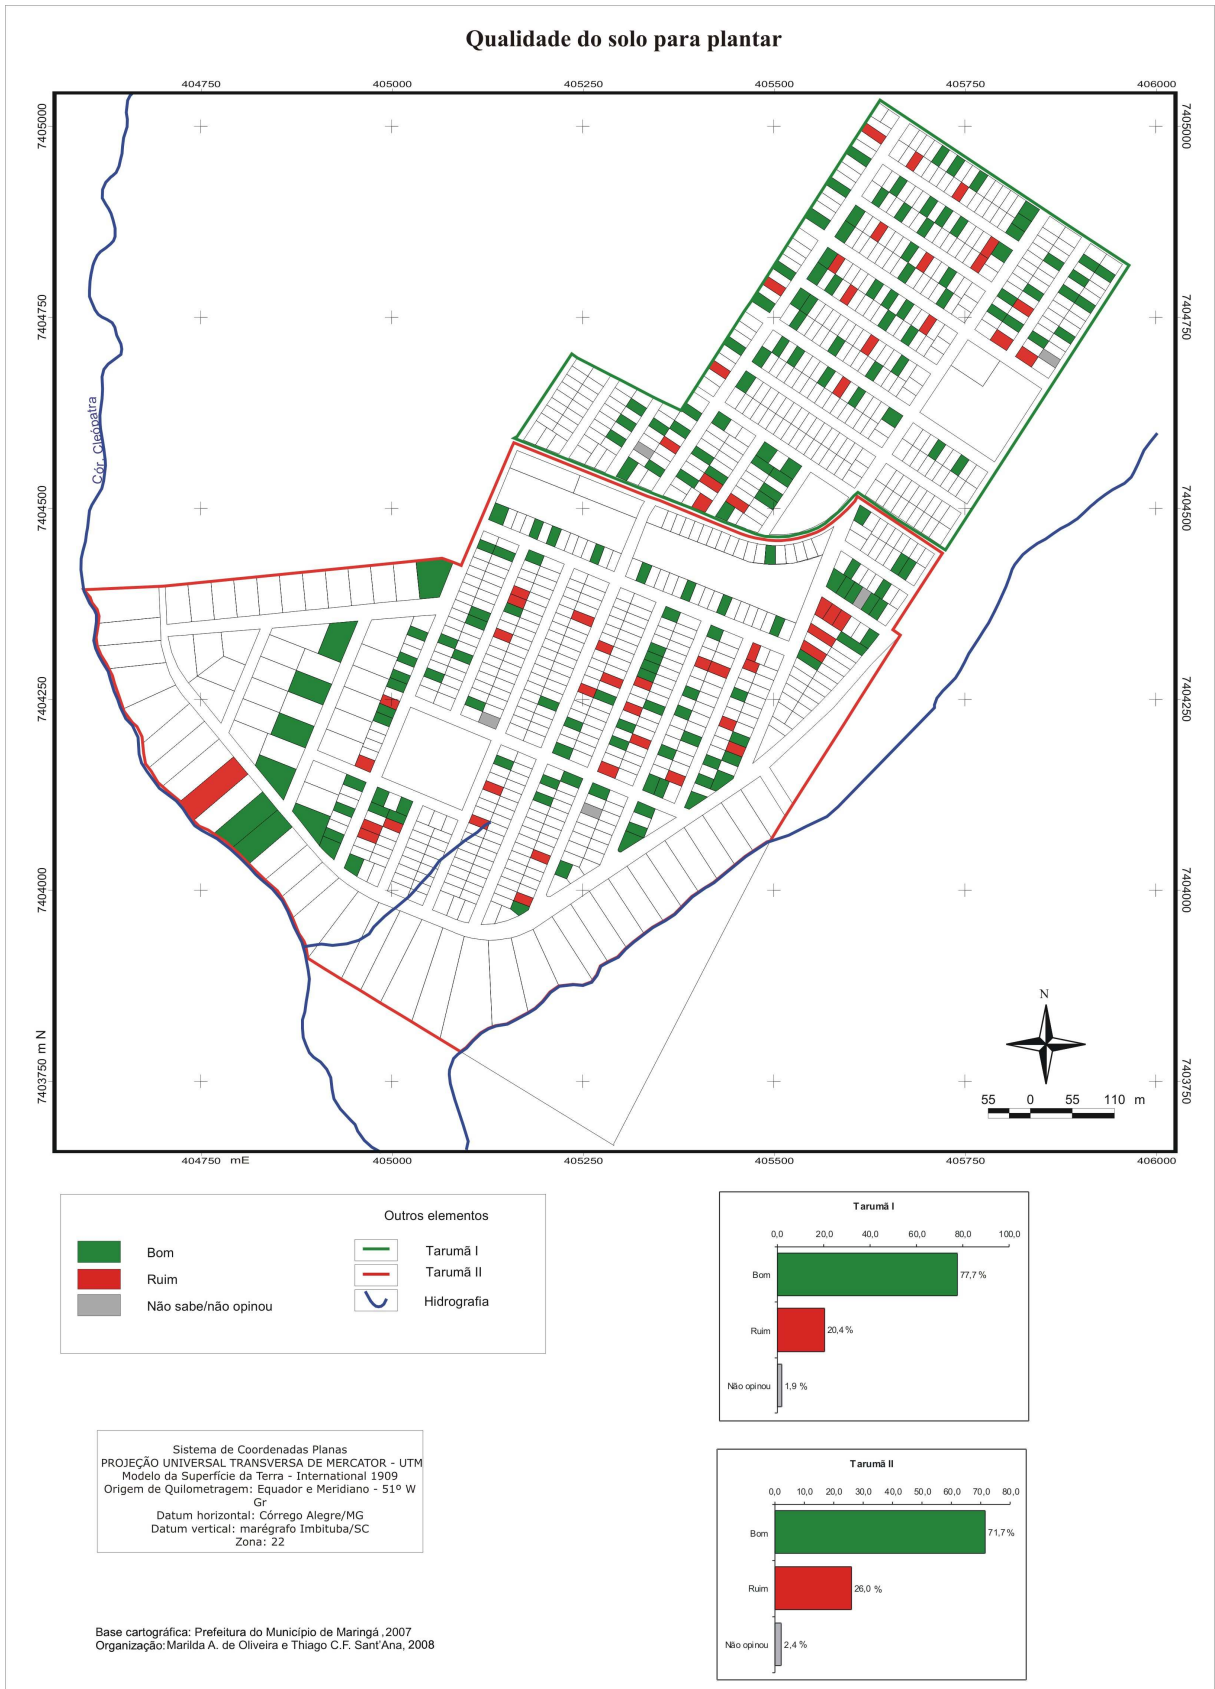 Qualidade do solo para plantar
404750 405000 405250 405500 405750 406000
7405000
7405000
7404750
7404750
Cór. Cleópatra
7404500
7404500
7404250
7404250
7404000
7404000
7403750 m N
7403750
N
55 0 55 110 m
404750 mE 405000 405250 405500 405750 406000
Outros elementos
Bom
Ruim
Não sabe/não opinou
Tarumã I
Tarumã II
Hidrografia
Tarumã I
0,0 20,0 40,0 60,0 80,0 100,0
Bom 77,7 %
Ruim 20,4 %
Não opinou 1,9 %
Sistema de Coordenadas Planas
PROJEÇÃO UNIVERSAL TRANSVERSA DE MERCATOR - UTM
Modelo da Superfície da Terra - International 1909
Origem de Quilometragem: Equador e Meridiano - 51º W
Gr
Datum horizontal: Córrego Alegre/MG
Datum vertical: marégrafo Imbituba/SC
Zona: 22
Tarumã II
0,0 10,0 20,0 30,0 40,0 50,0 60,0 70,0 80,0
Bom 71,7 %
Ruim 26,0 %
Não opinou 2,4 %
Base cartográfica: Prefeitura do Município de Maringá ,2007
Organização: Marilda A. de Oliveira e Thiago C.F. Sant'Ana, 2008